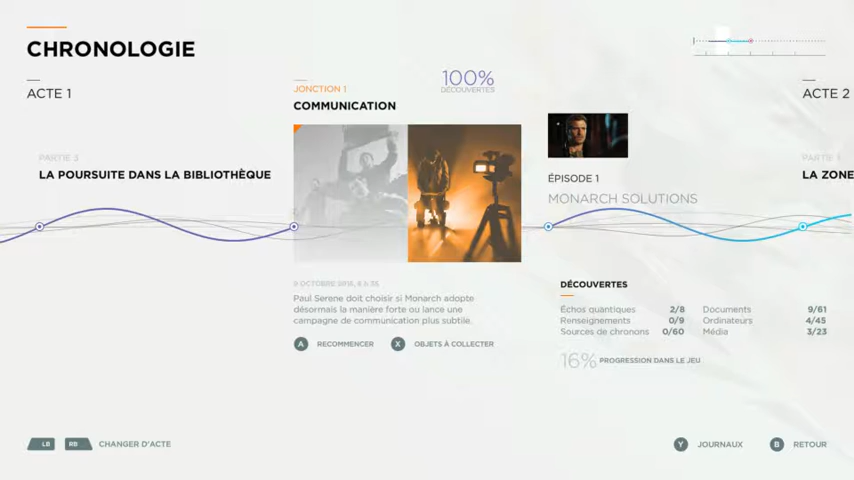 CHRONOLOGIE
ACTE 1
PARTIE 3
LA POURSUITE DANS LA BIBLIOTHÈQUE
JONCTION 1
COMMUNICATION
100%
DÉCOUVERTES
9 OCTOBRE 2016,
Paul Serene doit choisir si Monarch adopte
désormais la manière forte ou lance une
campagne de communication plus subtile.
A RECOMMENCER
X OBJETS À COLLECTER
ÉPISODE 1
MONARCH SOLUTIONS
ACTE 2
PARTIE
LA ZONE
DÉCOUVERTES
Échos quantiques 2/8
Renseignements 0/9
Sources de chronons 0/60
Documents 9/61
Ordinateurs 4/45
Média 3/23
16% PROGRESSION DANS LE JEU
LB RB CHANGER D'ACTE
Y JOURNAUX
B RETOUR